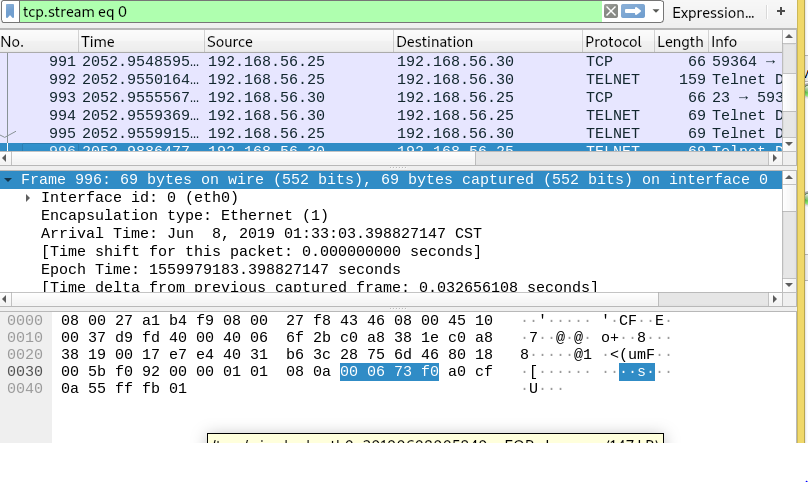 tcp.stream eq 0 Expression… +
No. Time Source Destination Protocol Length Info
991 2052.9548595… 192.168.56.25 192.168.56.30 TCP 66 59364 →
992 2052.9550164… 192.168.56.25 192.168.56.30 TELNET 159 Telnet D
993 2052.9555567… 192.168.56.30 192.168.56.25 TCP 66 23 → 593
994 2052.9559369… 192.168.56.30 192.168.56.25 TELNET 69 Telnet D
995 2052.9559915… 192.168.56.25 192.168.56.30 TELNET 69 Telnet D
996 2052.9886477… 192.168.56.30 192.168.56.25 TELNET 69 Telnet D
Frame 996: 69 bytes on wire (552 bits), 69 bytes captured (552 bits) on interface 0
Interface id: 0 (eth0)
Encapsulation type: Ethernet (1)
Arrival Time: Jun  8, 2019 01:33:03.398827147 CST
[Time shift for this packet: 0.000000000 seconds]
Epoch Time: 1559979183.398827147 seconds
[Time delta from previous captured frame: 0.032656108 seconds]
0000 08 00 27 a1 b4 f9 08 00 27 f8 43 46 08 00 45 10 ··'····· '·CF··E·
0010 00 37 d9 fd 40 00 40 06 6f 2b c0 a8 38 1e c0 a8 ·7··@·@· o+··8···
0020 38 19 00 17 e7 e4 40 31 b6 3c 28 75 6d 46 80 18 8·····@1 ·<(umF··
0030 00 5b f0 92 00 00 01 01 08 0a 00 06 73 f0 a0 cf ·[······ ····s···
0040 0a 55 ff fb 01 ·U···